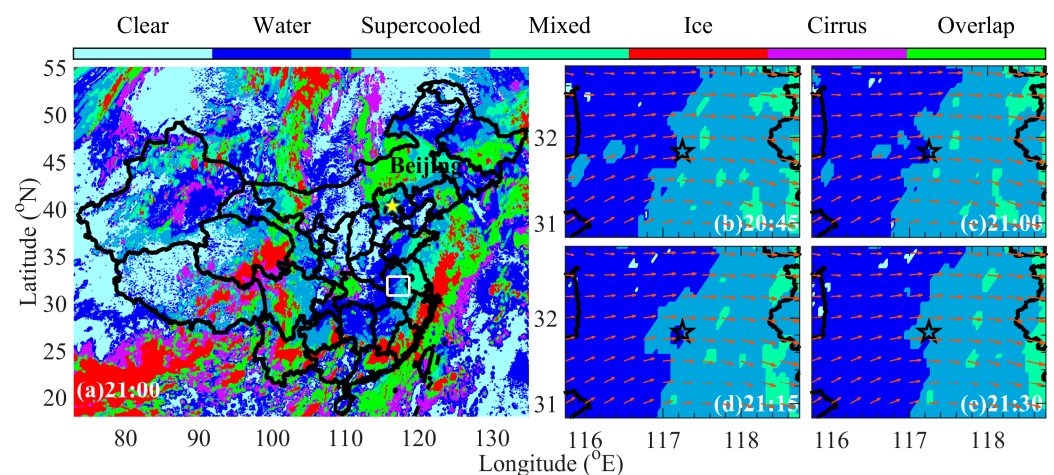 Clear Water Supercooled Mixed Ice Cirrus Overlap
55
50
45
40
35
30
25
20
Latitude (°N)
Beijing
(a)21:00
80 90 100 110 120 130
32
31
(b)20:45
(c)21:00
32
31
(d)21:15
(e)21:30
116 117 118
116 117 118
Longitude (°E)